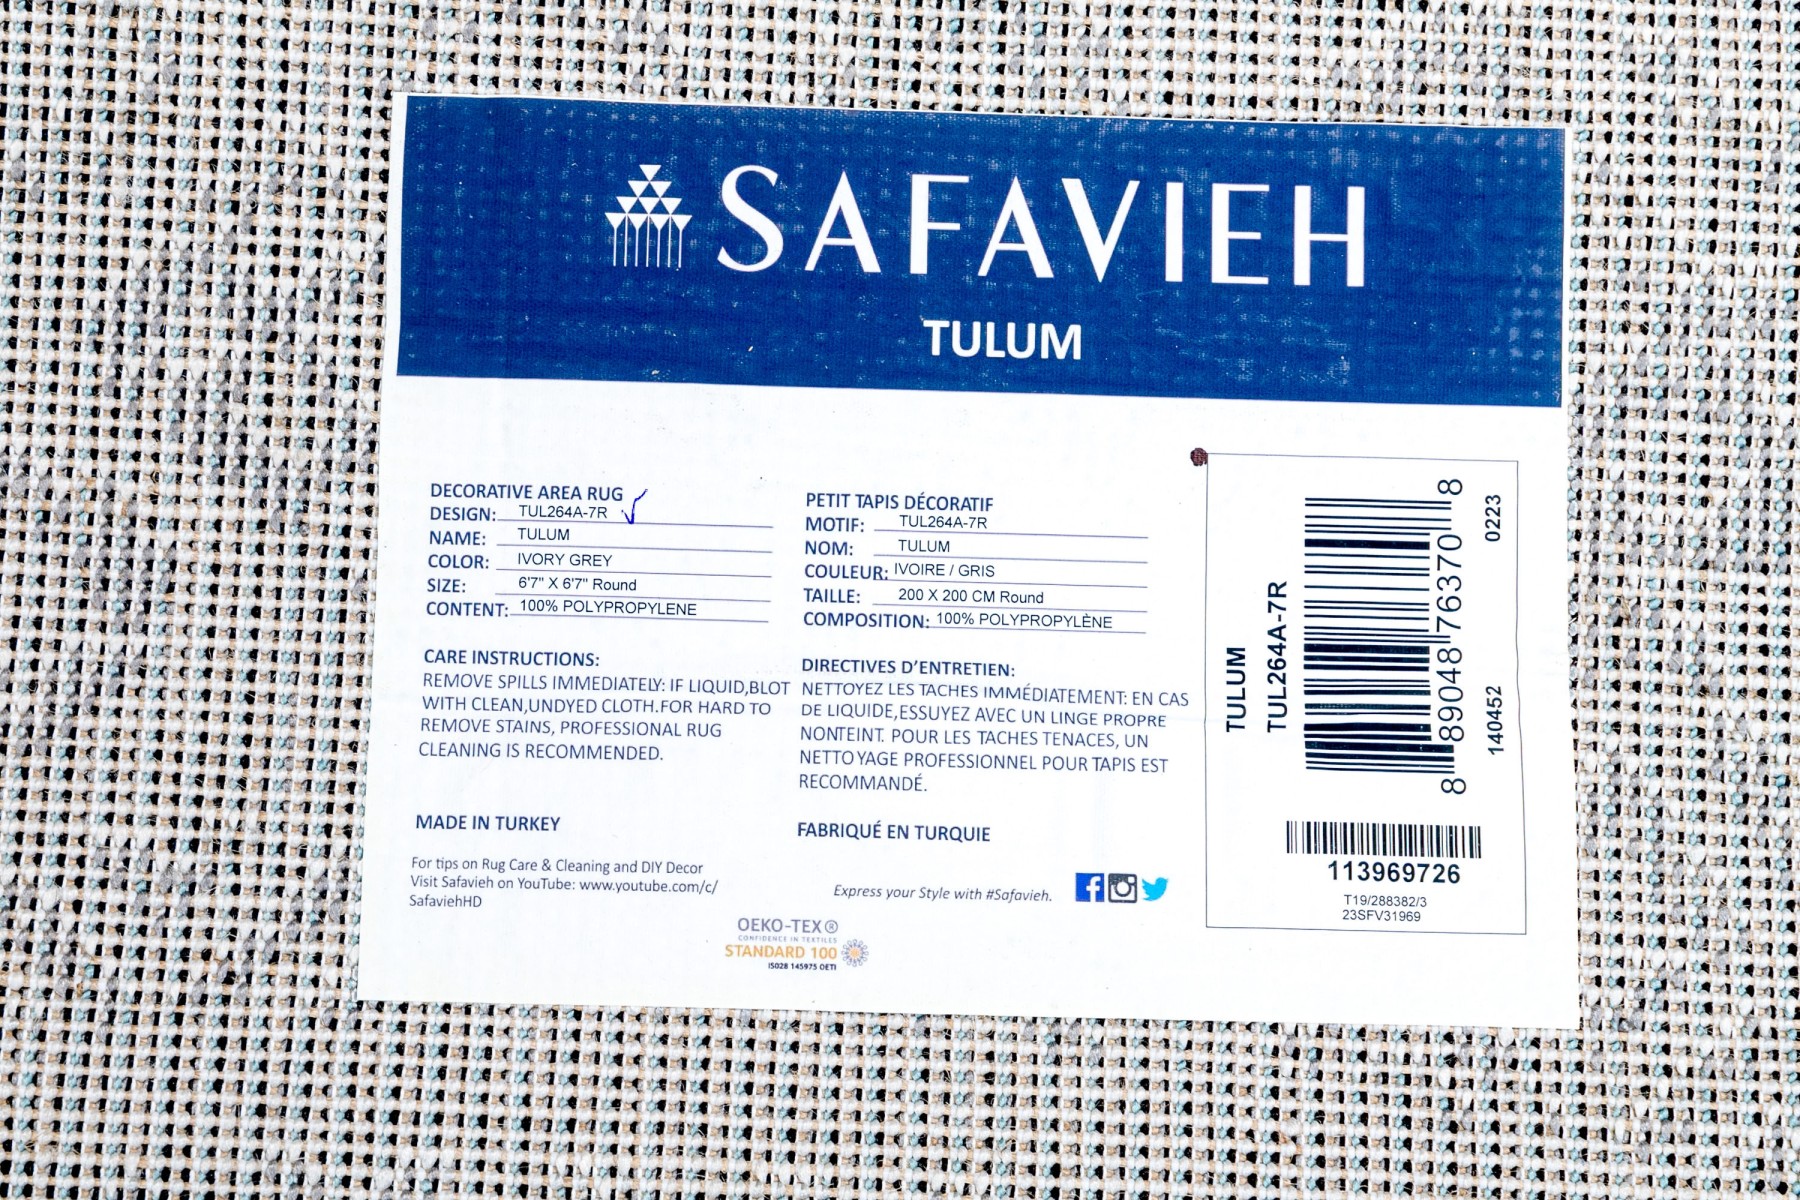 SAFAVIEH
TULUM
DECORATIVE AREA RUG
DESIGN: TUL264A-7R
NAME: TULUM
COLOR: IVORY GREY
SIZE: 6'7" X 6'7" Round
CONTENT: 100% POLYPROPYLENE
CARE INSTRUCTIONS:
REMOVE SPILLS IMMEDIATELY: IF LIQUID,BLOT
WITH CLEAN,UNDYED CLOTH.FOR HARD TO
REMOVE STAINS, PROFESSIONAL RUG
CLEANING IS RECOMMENDED.
MADE IN TURKEY
For tips on Rug Care & Cleaning and DIY Decor
Visit Safavieh on YouTube: www.youtube.com/c/
SafaviehHD
PETIT TAPIS DÉCORATIF
MOTIF: TUL264A-7R
NOM: TULUM
COULEUR: IVOIRE / GRIS
TAILLE: 200 X 200 CM Round
COMPOSITION: 100% POLYPROPYLÈNE
DIRECTIVES D'ENTRETIEN:
NETTOYEZ LES TACHES IMMÉDIATEMENT: EN CAS
DE LIQUIDE,ESSUYEZ AVEC UN LINGE PROPRE
NONTEINT. POUR LES TACHES TENACES, UN
NETTO YAGE PROFESSIONNEL POUR TAPIS EST
RECOMMANDÉ.
FABRIQUÉ EN TURQUIE
Express your Style with #Safavieh.
OEKO-TEX®
CONFIDENCE IN TEXTILES
STANDARD 100
IS028 145975 OETI
TULUM
TUL264A-7R
8 89048 76370 8
140452 0223
113969726
T19/288382/3
23SFV31969